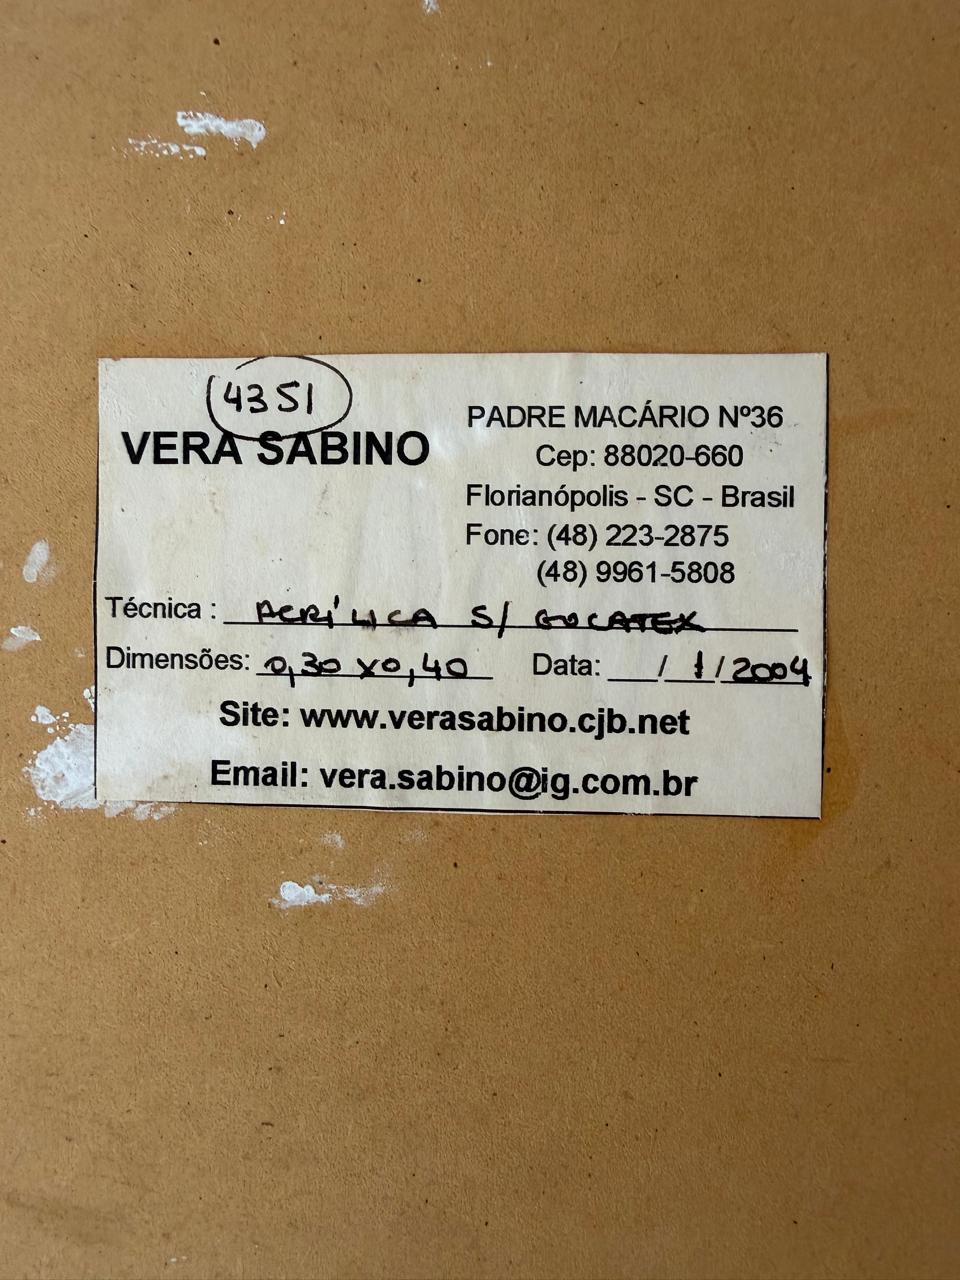 4351
VERA SABINO
PADRE MACÁRIO Nº36
Cep: 88020-660
Florianópolis - SC - Brasil
Fone: (48) 223-2875
(48) 9961-5808
Técnica : ACRÍLICA S/ EUCATEX
Dimensões: 0,30 x 0,40 Data: ___/ 1 / 2004
Site: www.verasabino.cjb.net
Email: vera.sabino@ig.com.br